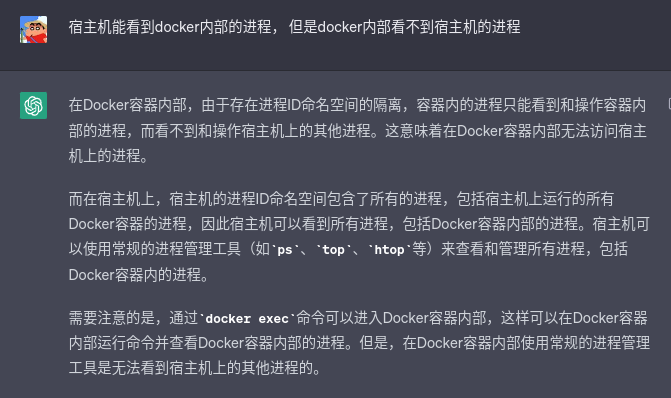 宿主机能看到docker内部的进程， 但是docker内部看不到宿主机的进程
在Docker容器内部，由于存在进程ID命名空间的隔离，容器内的进程只能看到和操作容器内
部的进程，而看不到和操作宿主机上的其他进程。这意味着在Docker容器内部无法访问宿主
机上的进程。
而在宿主机上，宿主机的进程ID命名空间包含了所有的进程，包括宿主机上运行的所有
Docker容器的进程，因此宿主机可以看到所有进程，包括Docker容器内部的进程。宿主机可
以使用常规的进程管理工具（如`ps`、`top`、`htop`等）来查看和管理所有进程，包括
Docker容器内的进程。
需要注意的是，通过`docker exec`命令可以进入Docker容器内部，这样可以在Docker容器
内部运行命令并查看Docker容器内部的进程。但是，在Docker容器内部使用常规的进程管理
工具是无法看到宿主机上的其他进程的。